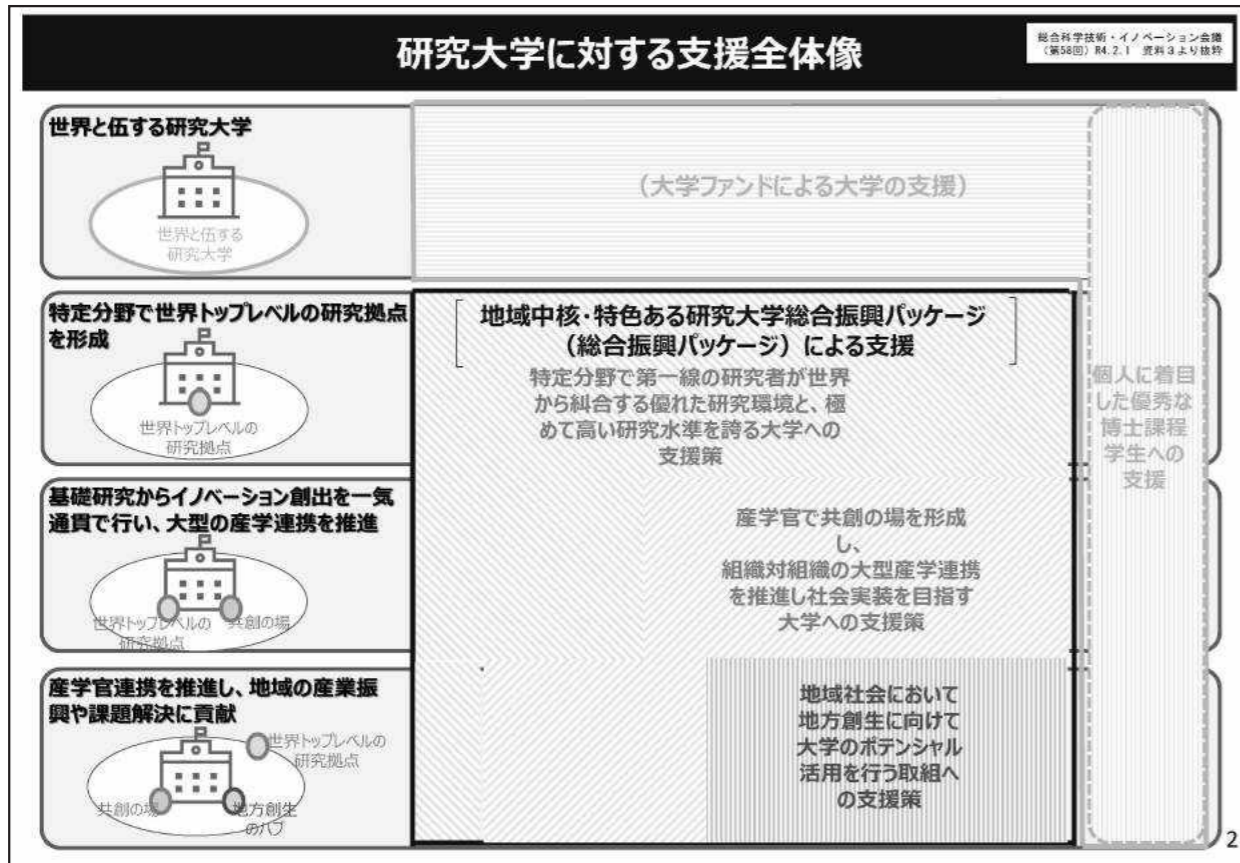 研究大学に対する支援全体像
総合科学技術・イノベーション会議
(第58回) R4.2.1 資料3より抜粋
世界と伍する研究大学
世界と伍する
研究大学
(大学ファンドによる大学の支援)
特定分野で世界トップレベルの研究拠点
を形成
世界トップレベルの
研究拠点
地域中核・特色ある研究大学総合振興パッケージ
(総合振興パッケージ)による支援
特定分野で第一線の研究者が世界
から糾合する優れた研究環境と、極
めて高い研究水準を誇る大学への
支援策
個人に着目
した優秀な
博士課程
学生への
支援
基礎研究からイノベーション創出を一気
通貫で行い、大型の産学連携を推進
世界トップレベルの
研究拠点
共創の場
産学官で共創の場を形成
し、
組織対組織の大型産学連携
を推進し社会実装を目指す
大学への支援策
産学官連携を推進し、地域の産業振
興や課題解決に貢献
世界トップレベルの
研究拠点
共創の場
地方創生
のハブ
地域社会において
地方創生に向けて
大学のポテンシャル
活用を行う取組へ
の支援策
2